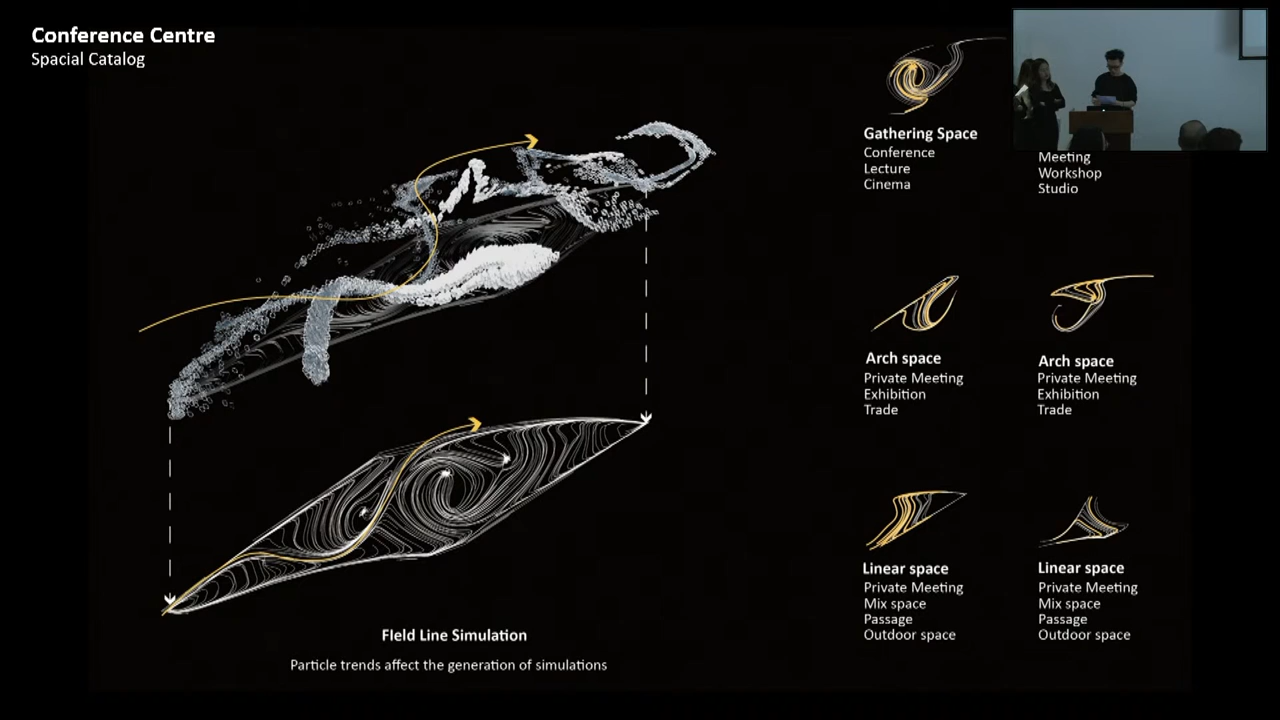 Conference Centre
Spacial Catalog
Gathering Space
Conference
Lecture
Cinema
Meeting
Workshop
Studio
Arch space
Private Meeting
Exhibition
Trade
Arch space
Private Meeting
Exhibition
Trade
Linear space
Private Meeting
Mix space
Passage
Outdoor space
Linear space
Private Meeting
Mix space
Passage
Outdoor space
FIeld Line Simulation
Particle trends affect the generation of simulations